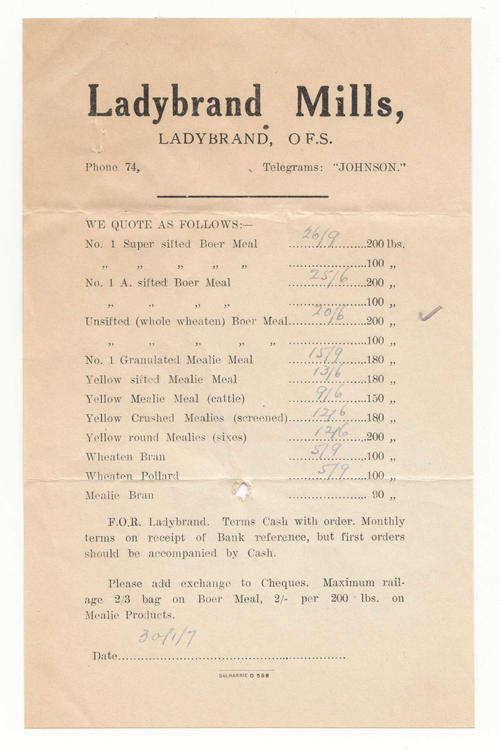 Ladybrand Mills,
LADYBRAND, O F.S.
Phone 74, Telegrams: "JOHNSON."
WE QUOTE AS FOLLOWS:—
No. 1 Super sifted Boer Meal 26/9 200 lbs.
„ „ „ „ „ 100 „
No. 1 A. sifted Boer Meal 25/6 200 „
„ „ „ „ 100 „
Unsifted (whole wheaten) Boer Meal 20/6 200 „
„ „ „ „ „ 100 „
No. 1 Granulated Mealie Meal 15/9 180 „
Yellow sifted Mealie Meal 13/6 180 „
Yellow Mealie Meal (cattle) 9/6 150 „
Yellow Crushed Mealies (screened) 12/6 180 „
Yellow round Mealies (sixes) 12/6 200 „
Wheaten Bran 5/9 100 „
Wheaten Pollard 5/9 100 „
Mealie Bran 90 „
F.O.R. Ladybrand. Terms Cash with order. Monthly
terms on receipt of Bank reference, but first orders
should be accompanied by Cash.
Please add exchange to Cheques. Maximum rail-
age 2/3 bag on Boer Meal, 2/- per 200 lbs. on
Mealie Products.
30/1/7
Date